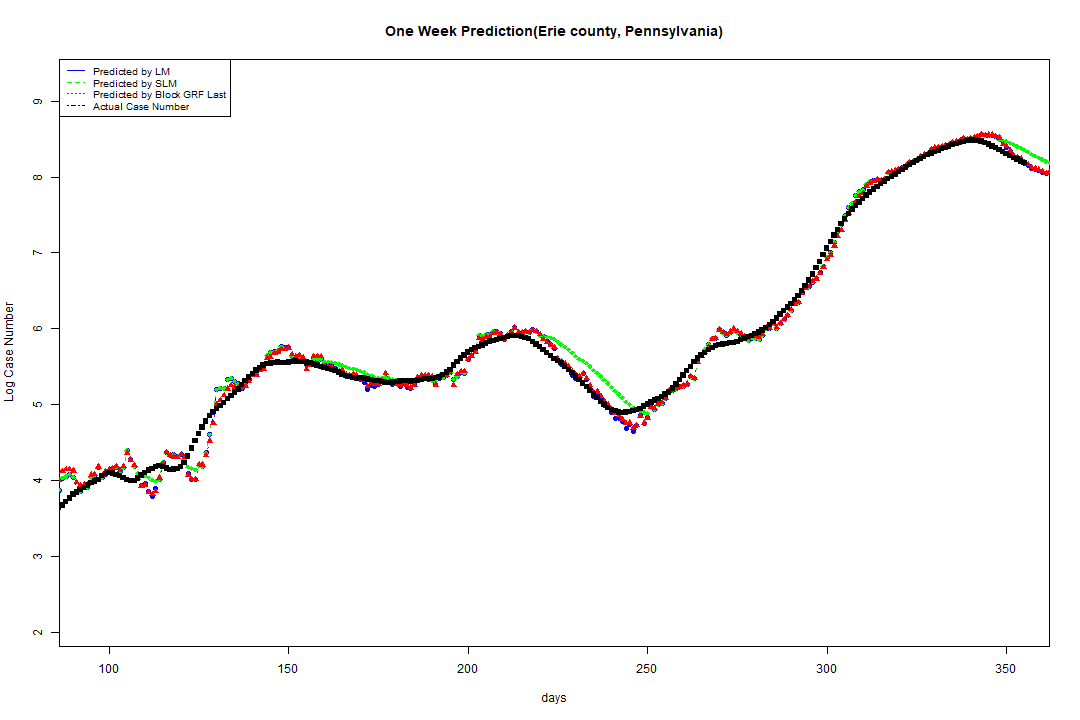 One Week Prediction(Erie county, Pennsylvania)
Predicted by LM
Predicted by SLM
Predicted by Block GRF Last
Actual Case Number
9
8
7
6
5
4
3
2
Log Case Number
100 150 200 250 300 350
days